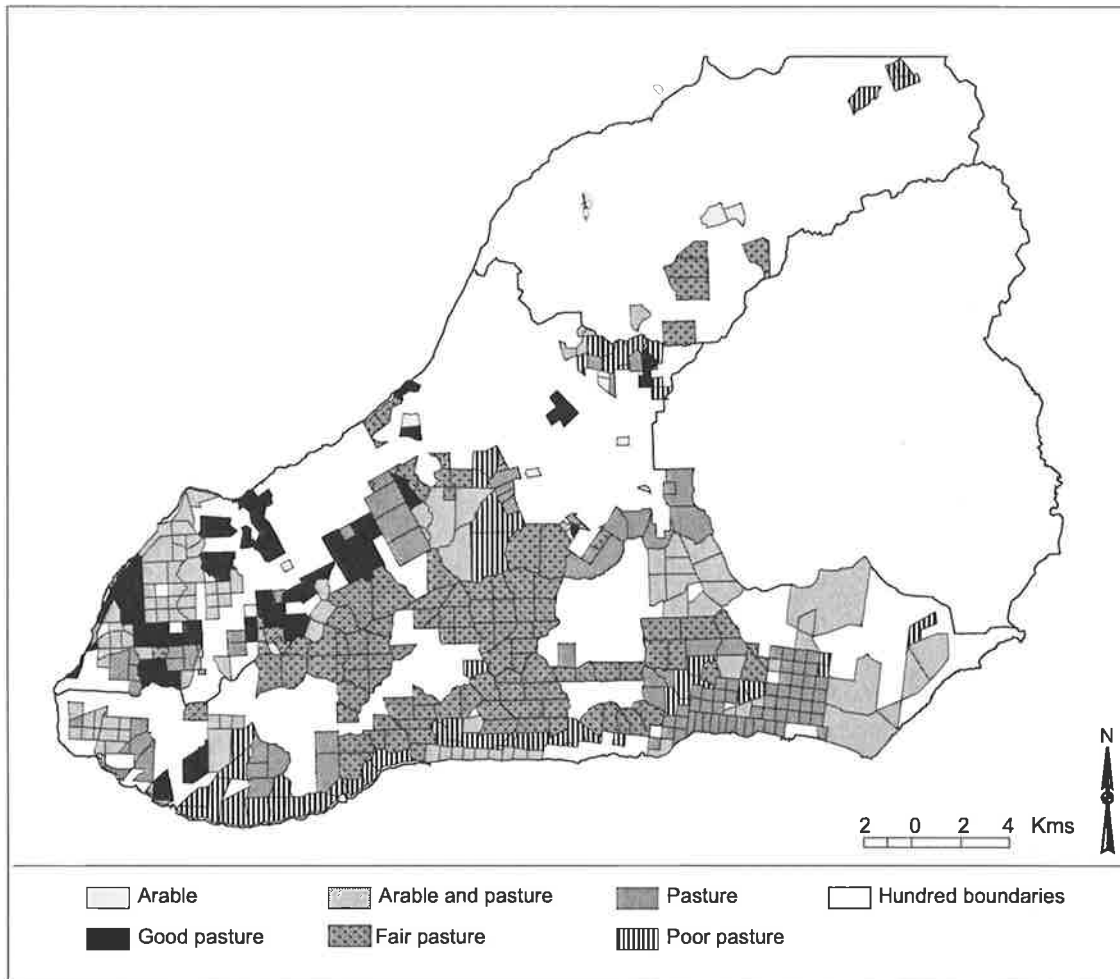 N
2 0 2 4 Kms
Arable Arable and pasture Pasture Hundred boundaries
Good pasture Fair pasture Poor pasture